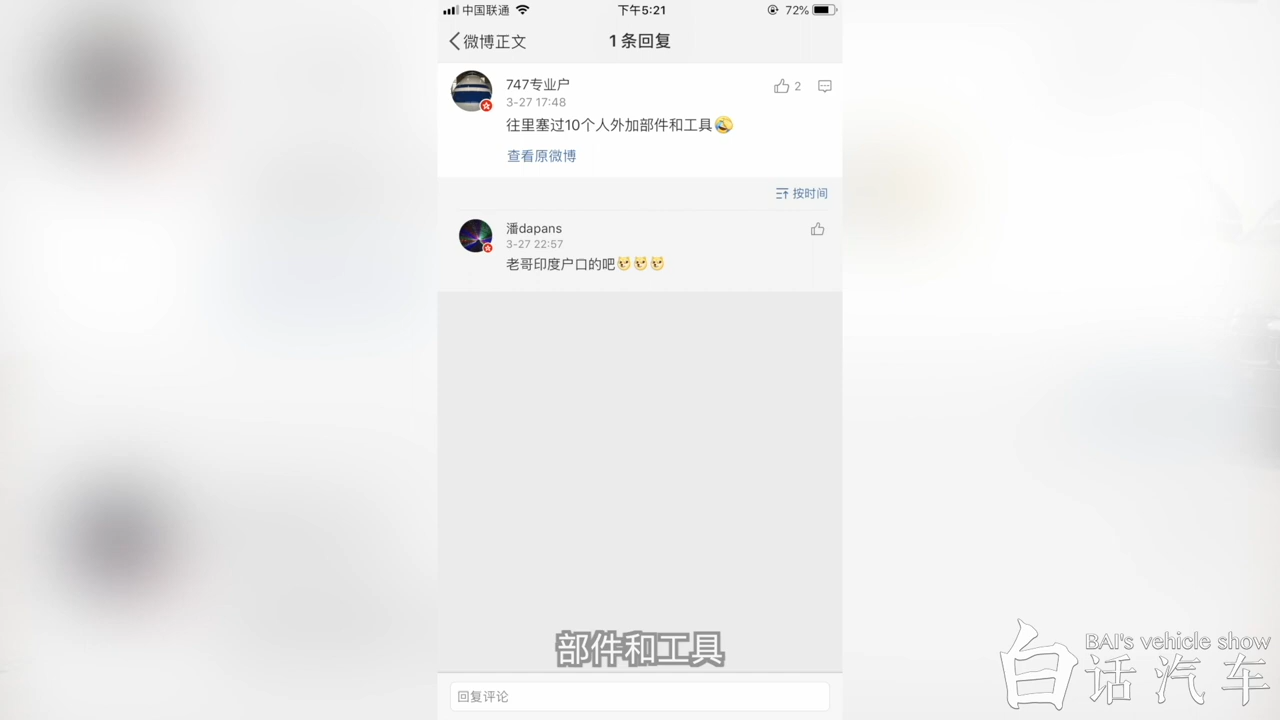 中国联通 下午5:21 72%
微博正文 1条回复
747专业户 2
3-27 17:48
往里塞过10个人外加部件和工具
查看原微博
按时间
潘dapans
3-27 22:57
老哥印度户口的吧
部件和工具
BAI's vehicle show
白话汽车
回复评论